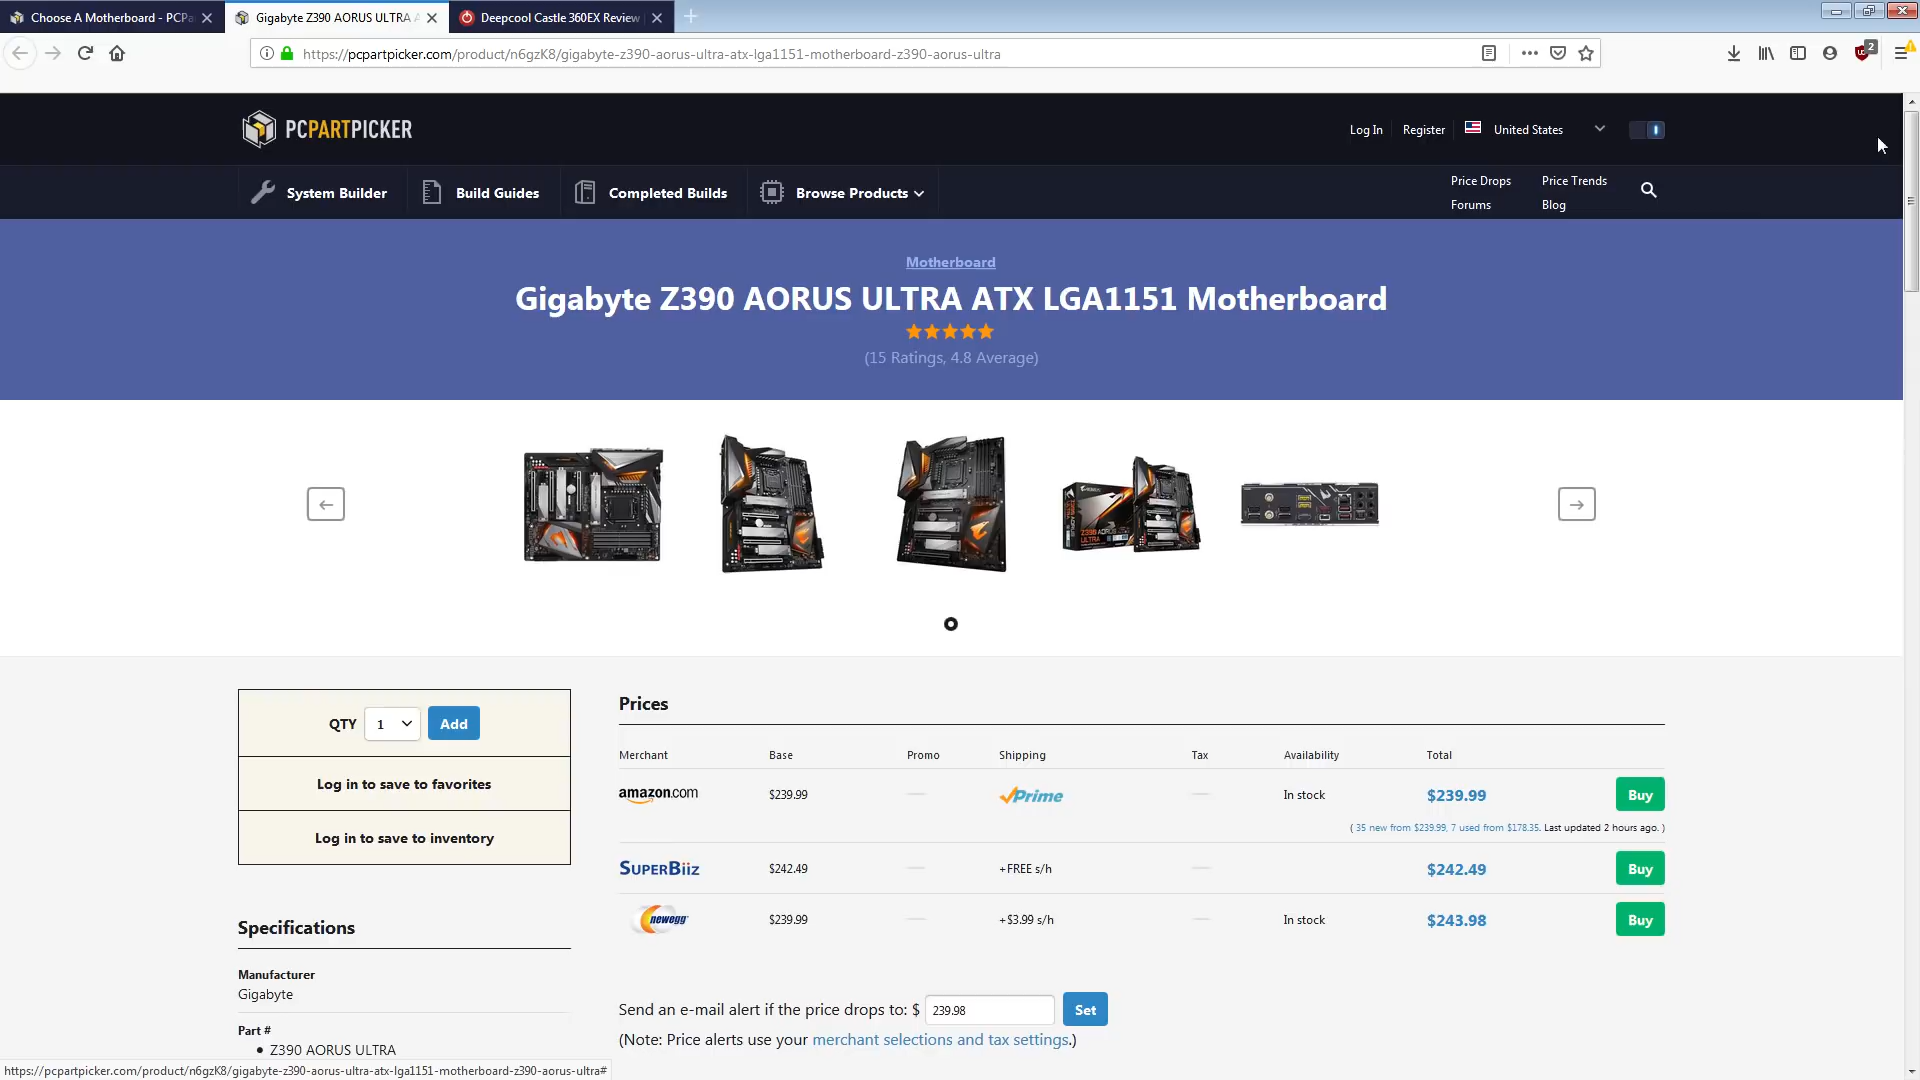 Choose A Motherboard - PCPa
Gigabyte Z390 AORUS ULTRA A
Deepcool Castle 360EX Review
https://pcpartpicker.com/product/n6gzK8/gigabyte-z390-aorus-ultra-atx-lga1151-motherboard-z390-aorus-ultra
2
PCPARTPICKER
Log In
Register
United States
System Builder
Build Guides
Completed Builds
Browse Products
Price Drops
Price Trends
Forums
Blog
Motherboard
Gigabyte Z390 AORUS ULTRA ATX LGA1151 Motherboard
(15 Ratings, 4.8 Average)
QTY 1 Add
Log in to save to favorites
Log in to save to inventory
Specifications
Manufacturer
Gigabyte
Part #
Z390 AORUS ULTRA
Prices
Merchant Base Promo Shipping Tax Availability Total
amazon.com $239.99 Prime In stock $239.99 Buy
( 35 new from $239.99, 7 used from $178.35. Last updated 2 hours ago. )
SUPERBIIZ $242.49 +FREE s/h $242.49 Buy
newegg $239.99 +$3.99 s/h In stock $243.98 Buy
Send an e-mail alert if the price drops to: $ 239.98 Set
(Note: Price alerts use your merchant selections and tax settings.)
https://pcpartpicker.com/product/n6gzK8/gigabyte-z390-aorus-ultra-atx-lga1151-motherboard-z390-aorus-ultra#